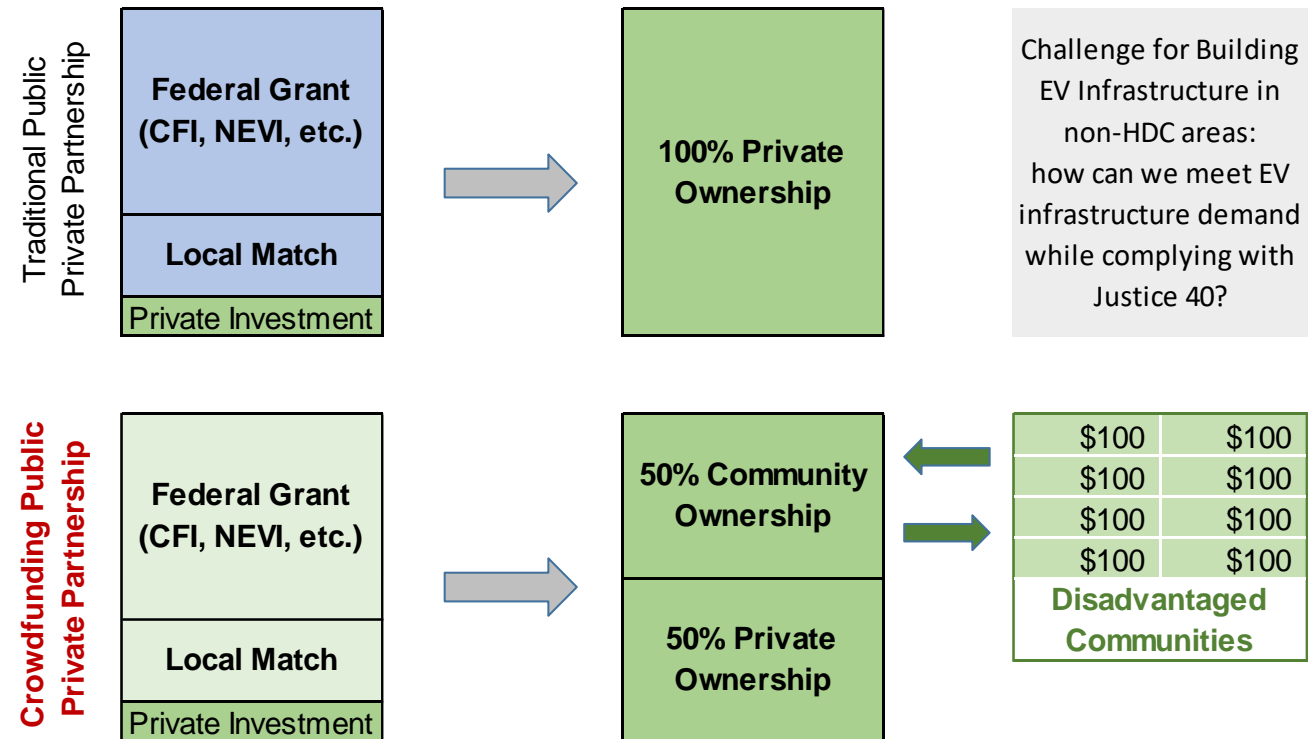 Traditional Public
Private Partnership
Federal Grant
(CFI, NEVI, etc.)
Local Match
Private Investment
100% Private
Ownership
Challenge for Building
EV Infrastructure in
non-HDC areas:
how can we meet EV
infrastructure demand
while complying with
Justice 40?
Crowdfunding Public
Private Partnership
Federal Grant
(CFI, NEVI, etc.)
Local Match
Private Investment
50% Community
Ownership
50% Private
Ownership
$100 $100
$100 $100
$100 $100
$100 $100
Disadvantaged
Communities